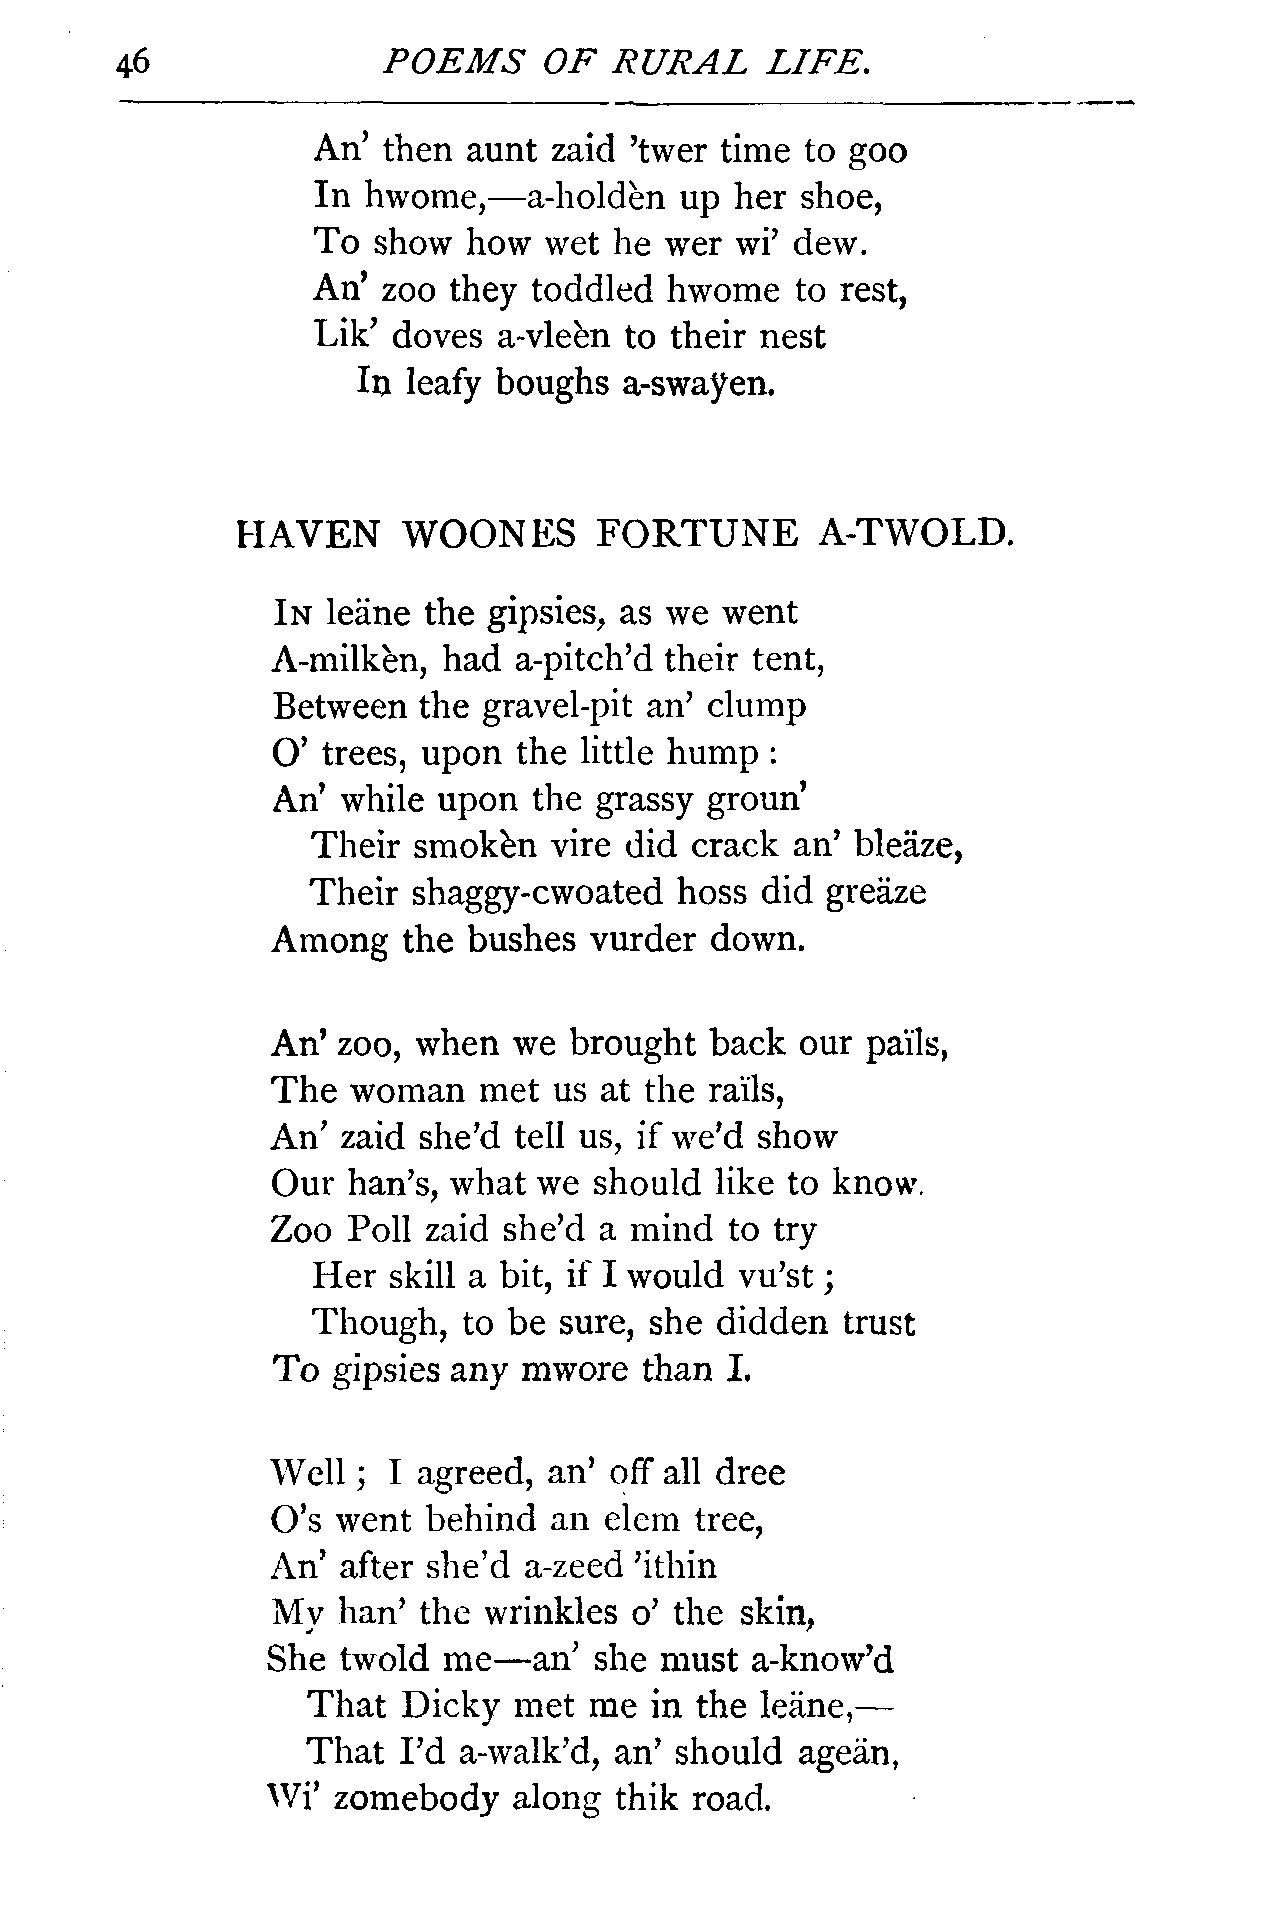 46 POEMS OF RURAL LIFE.
An' then aunt zaid 'twer time to goo
In hwome,—a-holdèn up her shoe,
To show how wet he wer wi' dew.
An' zoo they toddled hwome to rest,
Lik' doves a-vleèn to their nest
In leafy boughs a-swaÿen.
HAVEN WOONES FORTUNE A-TWOLD.
IN leäne the gipsies, as we went
A-milkèn, had a-pitch'd their tent,
Between the gravel-pit an' clump
O' trees, upon the little hump :
An' while upon the grassy groun'
Their smokèn vire did crack an' bleäze,
Their shaggy-cwoated hoss did greäze
Among the bushes vurder down.
An' zoo, when we brought back our païls,
The woman met us at the raïls,
An' zaid she'd tell us, if we'd show
Our han's, what we should like to know.
Zoo Poll zaid she'd a mind to try
Her skill a bit, if I would vu'st ;
Though, to be sure, she didden trust
To gipsies any mwore than I.
Well ; I agreed, an' off all dree
O's went behind an elem tree,
An' after she'd a-zeed 'ithin
My han' the wrinkles o' the skin,
She twold me—an' she must a-know'd
That Dicky met me in the leäne,—
That I'd a-walk'd, an' should ageän,
Wi' zomebody along thik road.